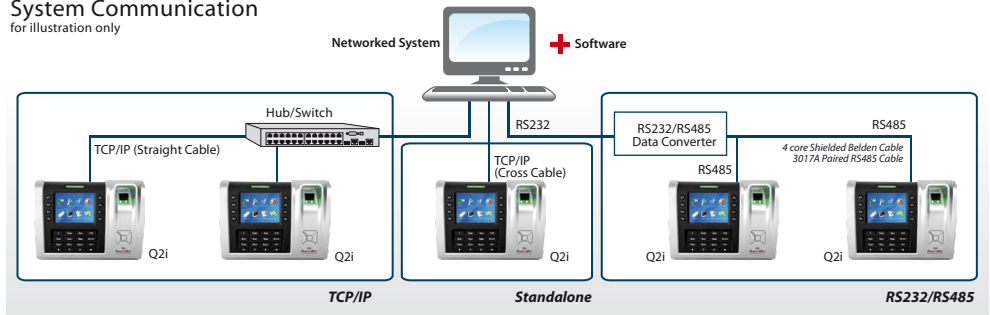 System Communication
for illustration only
Networked System
Software
Hub/Switch
TCP/IP (Straight Cable)
Q2i
Q2i
TCP/IP
TCP/IP
(Cross Cable)
Q2i
Standalone
RS232
RS232/RS485
Data Converter
RS485
RS485
4 core Shielded Belden Cable
3017A Paired RS485 Cable
Q2i
Q2i
RS232/RS485